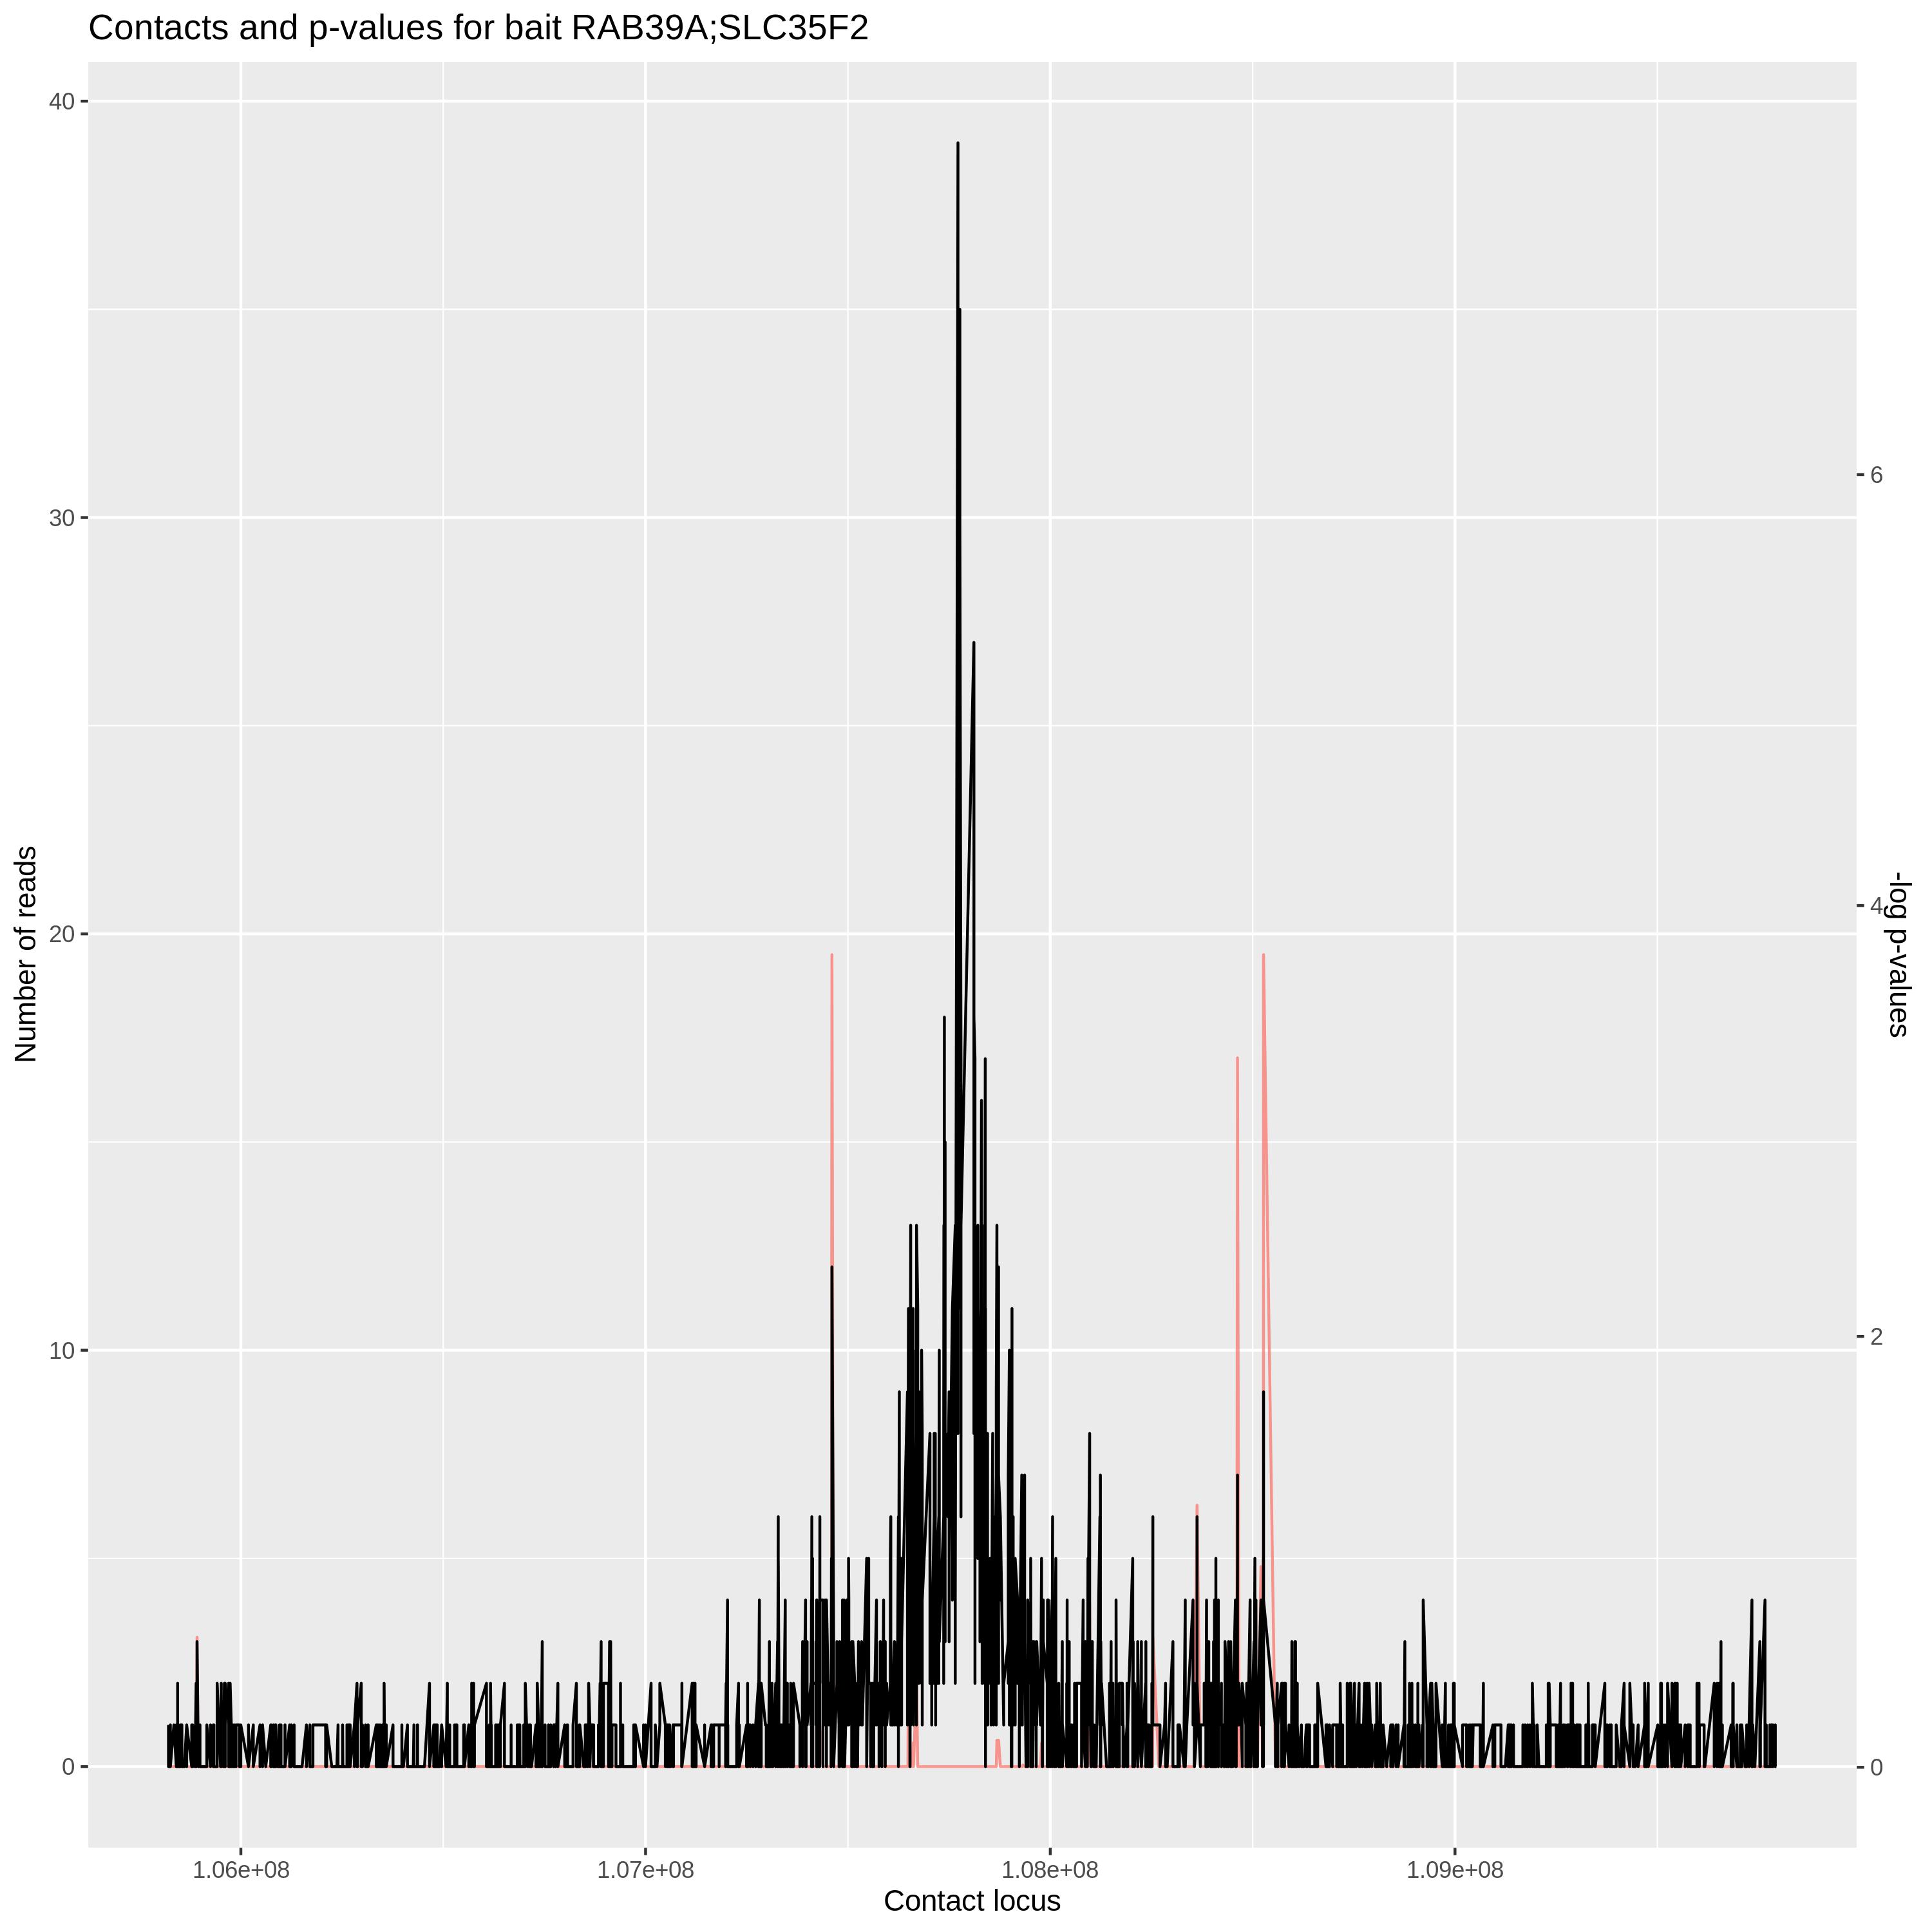 Contacts and p-values for bait RAB39A;SLC35F2
40
30
20
10
0
Number of reads
6
4
2
0
-log p-values
1.06e+08
1.07e+08
1.08e+08
1.09e+08
Contact locus